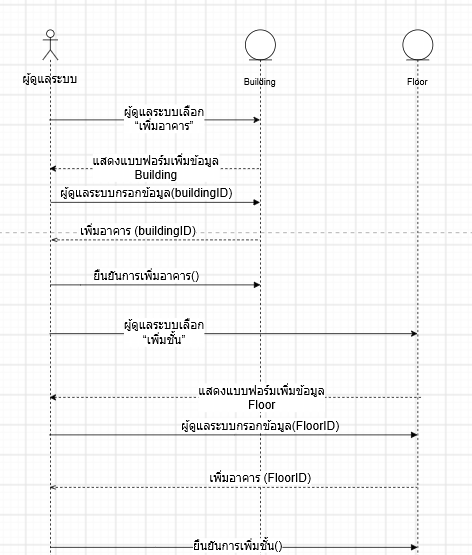 ผู้ดูแลระบบ
Building
Floor
ผู้ดูแลระบบเลือก
“เพิ่มอาคาร”
แสดงแบบฟอร์มเพิ่มข้อมูล
Building
ผู้ดูแลระบบกรอกข้อมูล(buildingID)
เพิ่มอาคาร (buildingID)
ยืนยันการเพิ่มอาคาร()
ผู้ดูแลระบบเลือก
“เพิ่มชั้น”
แสดงแบบฟอร์มเพิ่มข้อมูล
Floor
ผู้ดูแลระบบกรอกข้อมูล(FloorID)
เพิ่มอาคาร (FloorID)
ยืนยันการเพิ่มชั้น()